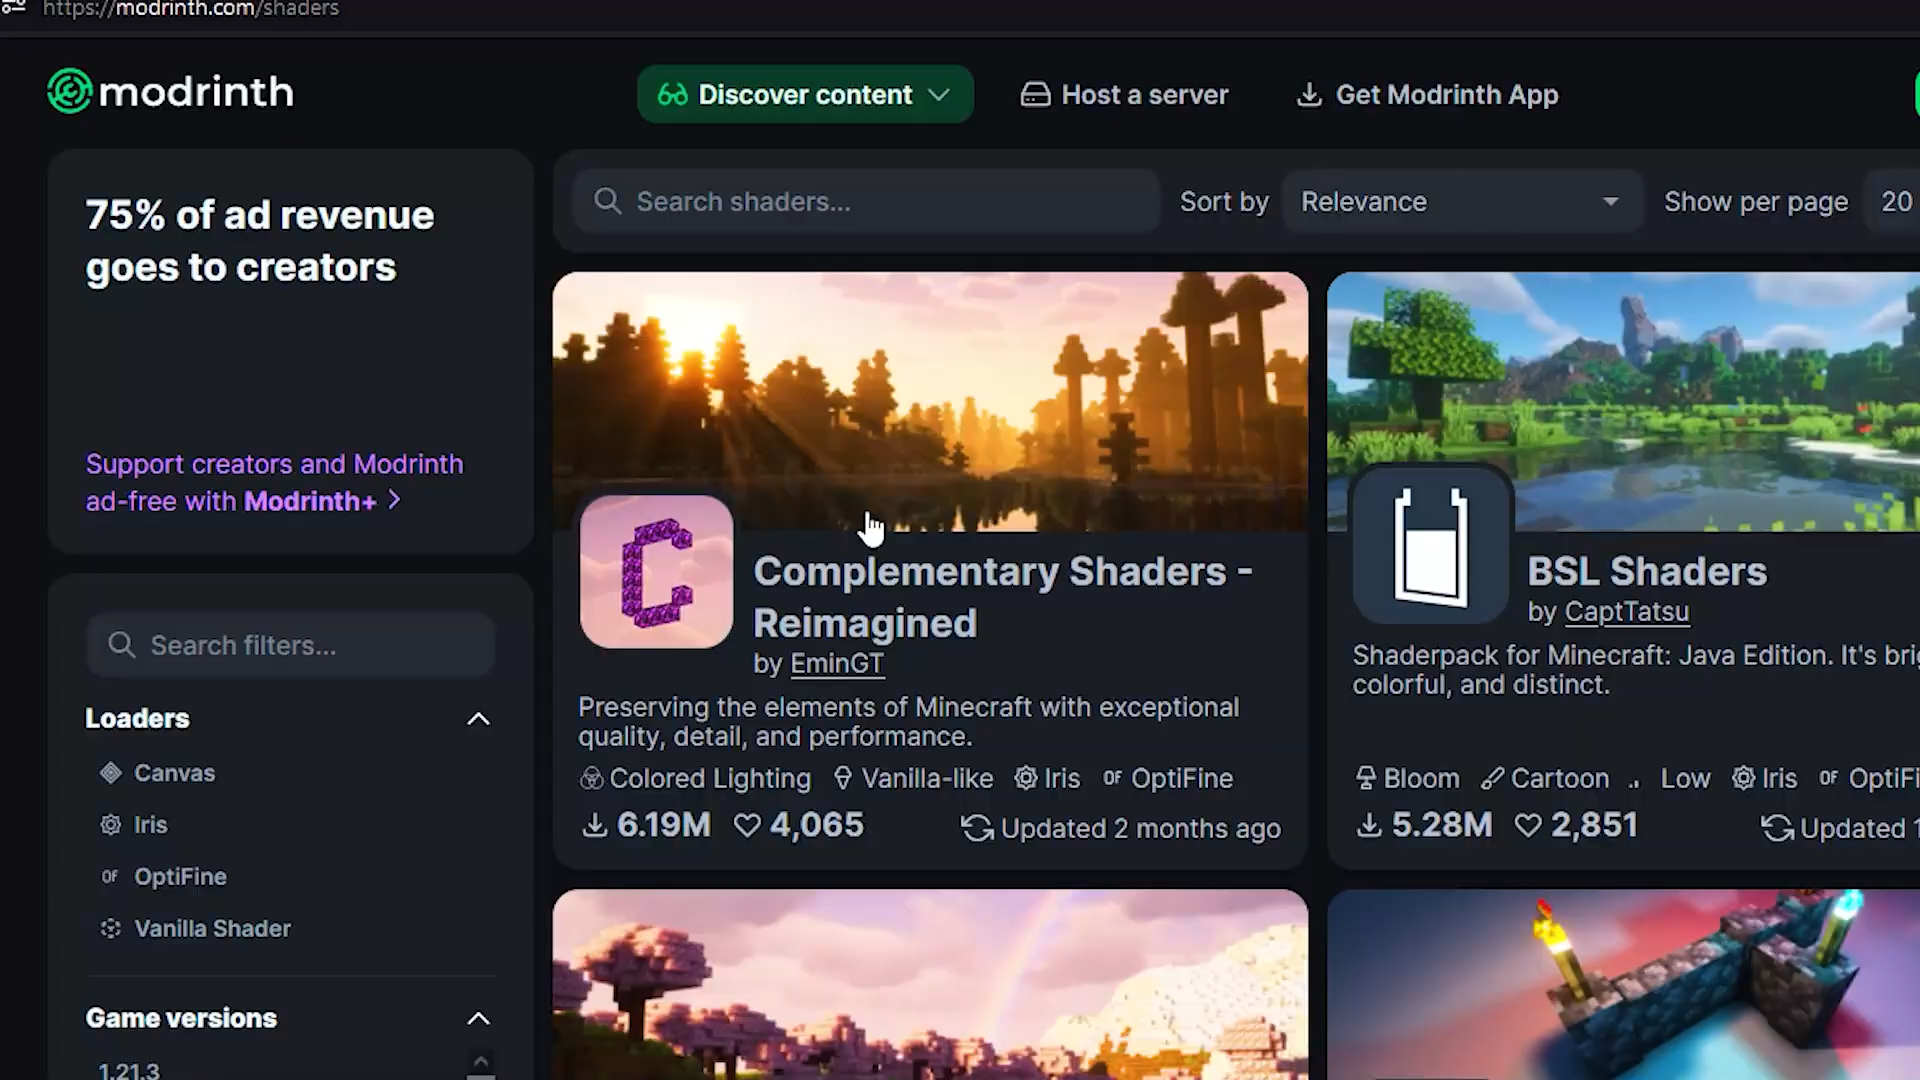 https://modrinth.com/shaders
modrinth
Discover content
Host a server
Get Modrinth App
75% of ad revenue
goes to creators
Support creators and Modrinth
ad-free with Modrinth+
Search shaders...
Sort by
Relevance
Show per page
20
Search filters...
Loaders
Canvas
Iris
OF OptiFine
Vanilla Shader
Game versions
1.21.3
C
Complementary Shaders -
Reimagined
by EminGT
Preserving the elements of Minecraft with exceptional
quality, detail, and performance.
Colored Lighting Vanilla-like Iris OF OptiFine
6.19M 4,065 Updated 2 months ago
BSL Shaders
by CaptTatsu
Shaderpack for Minecraft: Java Edition. It's brig
colorful, and distinct.
Bloom Cartoon Low Iris OF OptiFi
5.28M 2,851 Updated 1